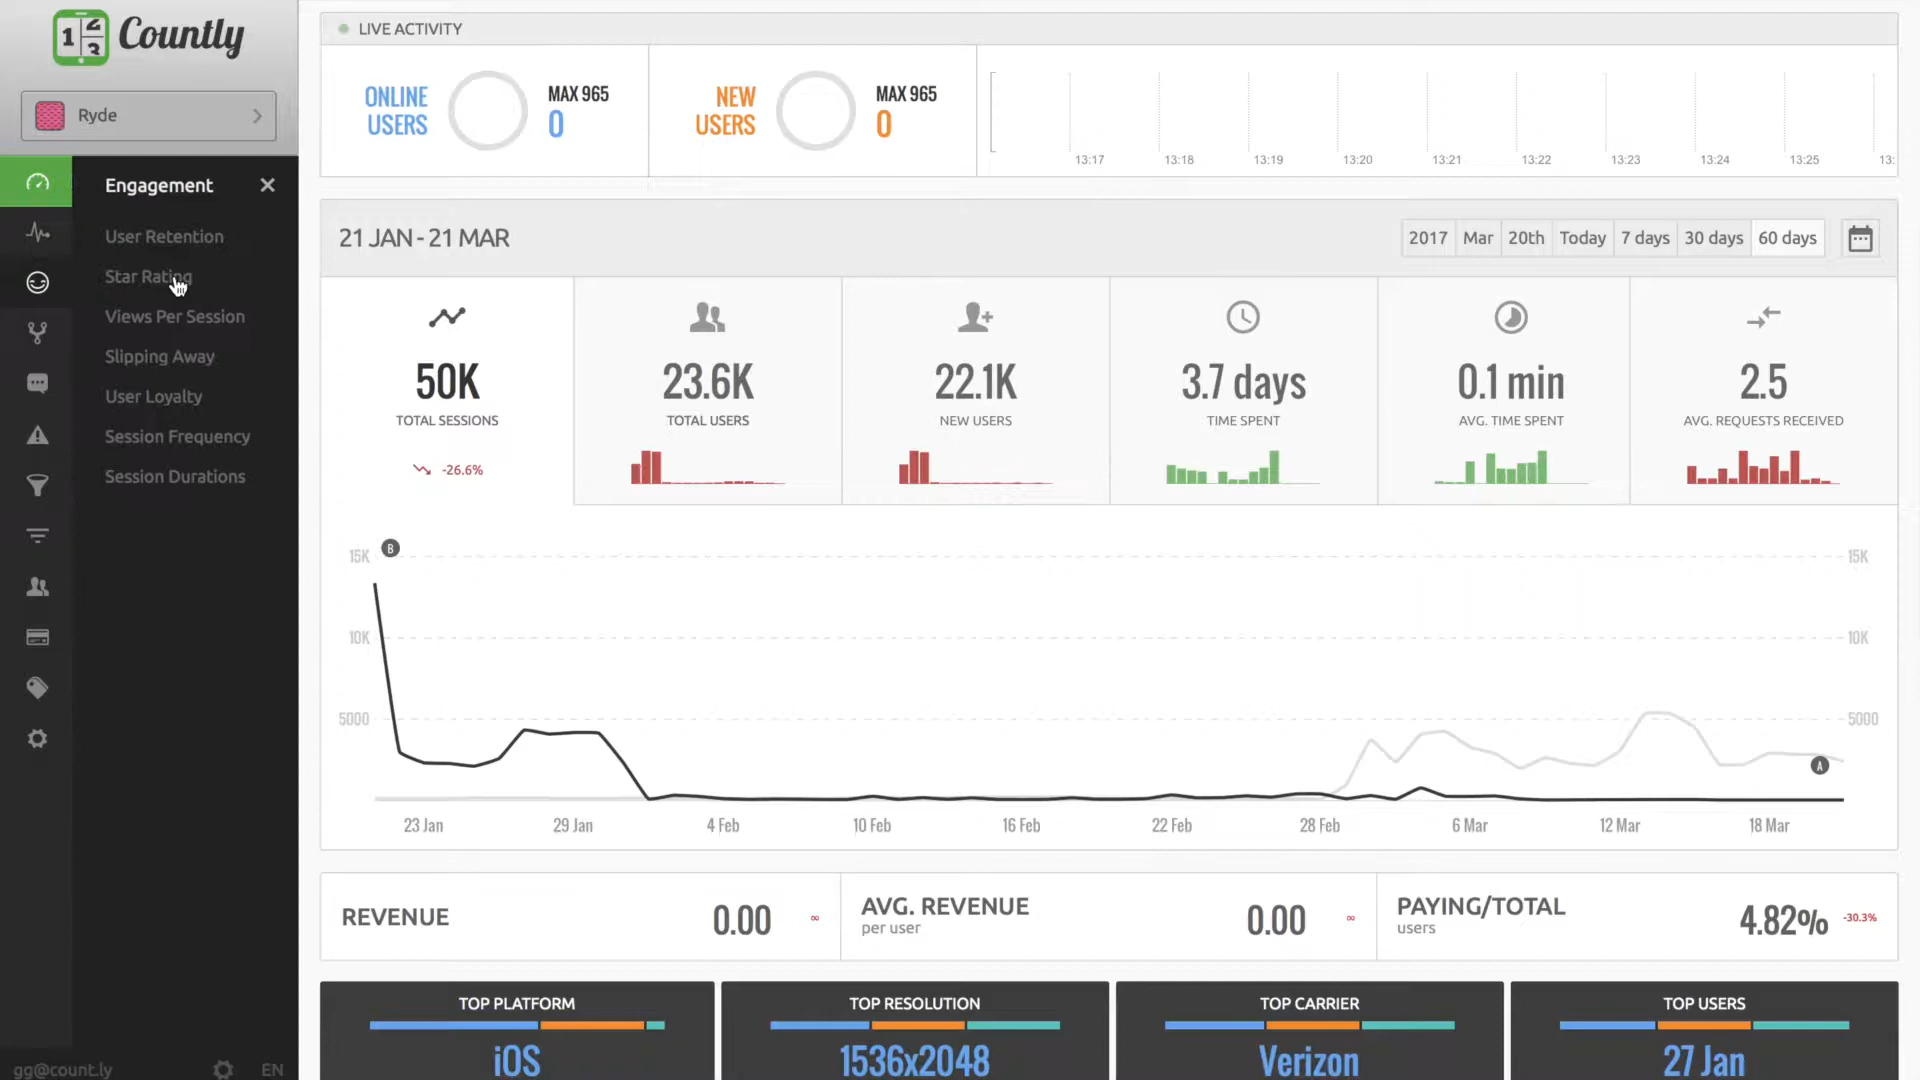 1 2 3 Countly
Ryde
Engagement
User Retention
Star Rating
Views Per Session
Slipping Away
User Loyalty
Session Frequency
Session Durations
gg@count.ly EN
LIVE ACTIVITY
ONLINE USERS
MAX 965
0
NEW USERS
MAX 965
0
13:17 13:18 13:19 13:20 13:21 13:22 13:23 13:24 13:25 13:
21 JAN - 21 MAR
2017 Mar 20th Today 7 days 30 days 60 days
50K
TOTAL SESSIONS
-26.6%
23.6K
TOTAL USERS
22.1K
NEW USERS
3.7 days
TIME SPENT
0.1 min
AVG. TIME SPENT
2.5
AVG. REQUESTS RECEIVED
15K B 15K
10K 10K
5000 5000
A
23 Jan 29 Jan 4 Feb 10 Feb 16 Feb 22 Feb 28 Feb 6 Mar 12 Mar 18 Mar
REVENUE
0.00 ∞
AVG. REVENUE
per user
0.00 ∞
PAYING/TOTAL
users
4.82% -30.3%
TOP PLATFORM
iOS
TOP RESOLUTION
1536x2048
TOP CARRIER
Verizon
TOP USERS
27 Jan